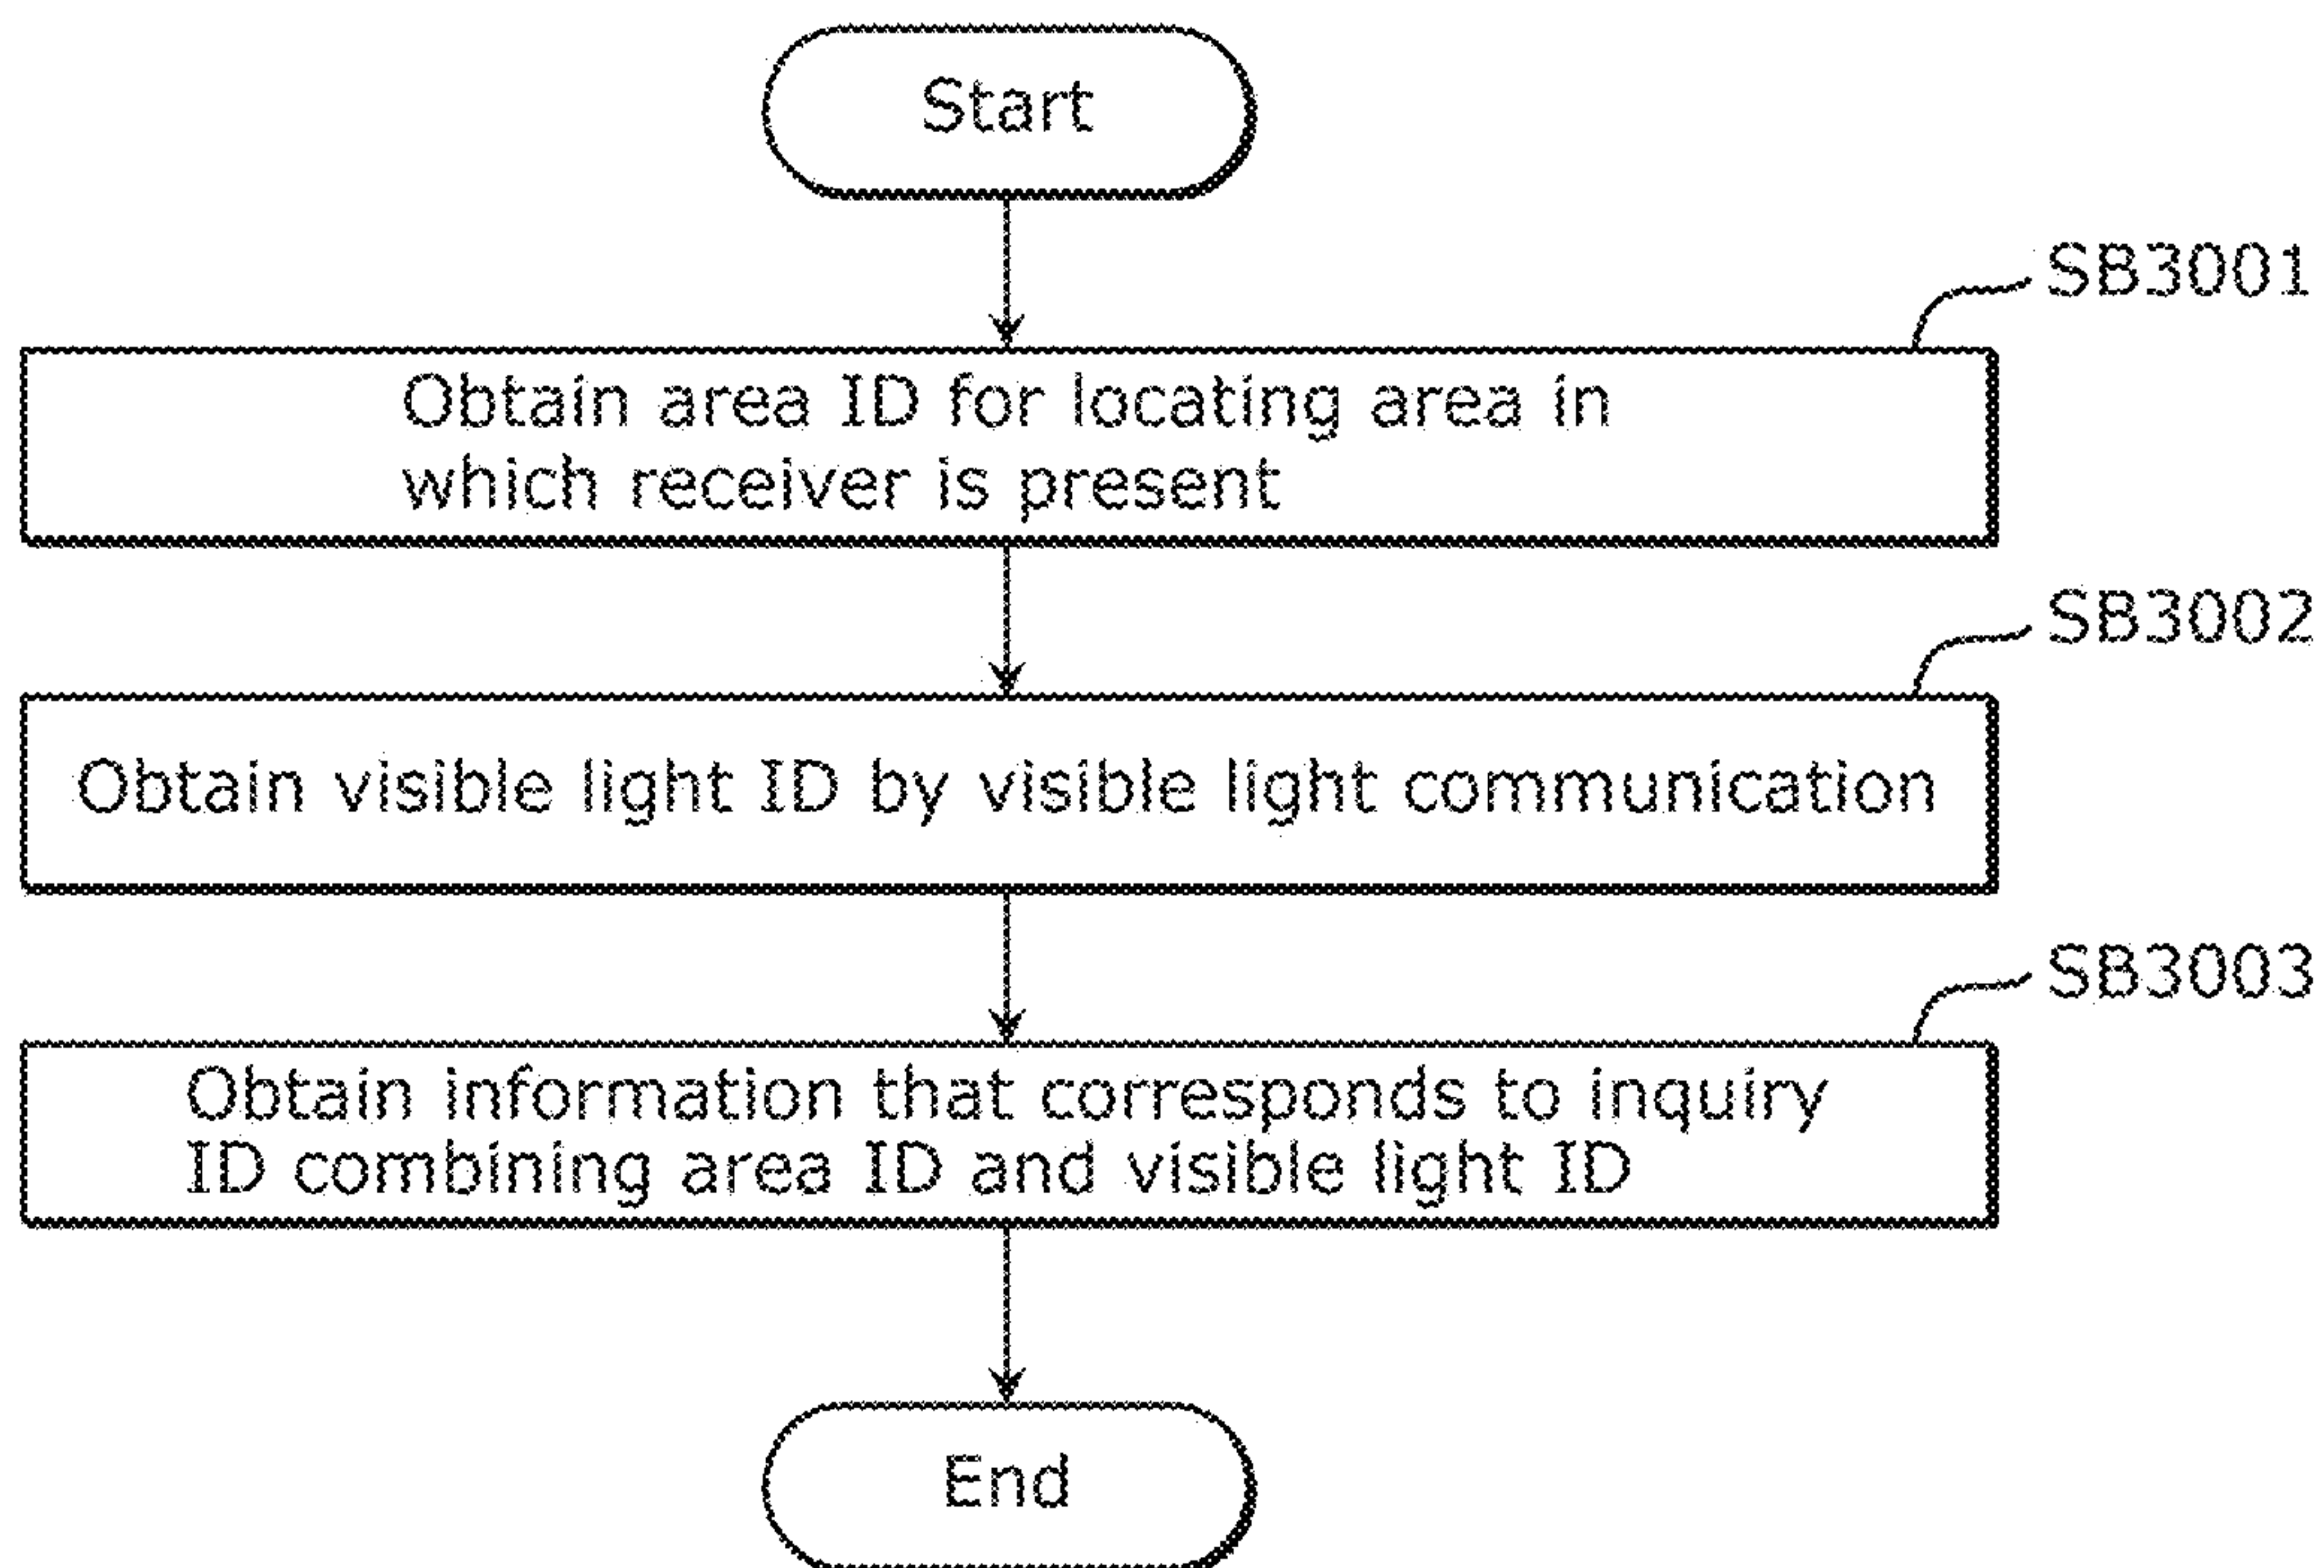 Start
SB3001
Obtain area ID for locating area in
which receiver is present
SB3002
Obtain visible light ID by visible light communication
SB3003
Obtain information that corresponds to inquiry
ID combining area ID and visible light ID
End